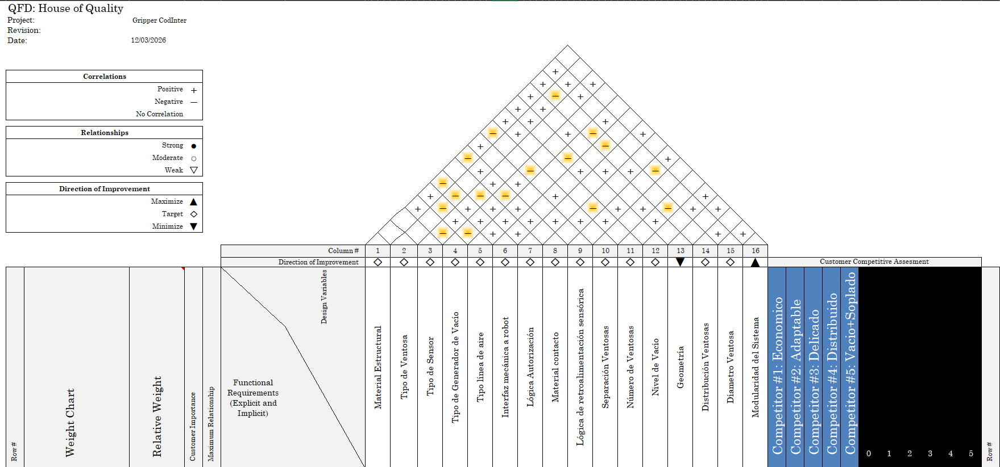 QFD: House of Quality
Project: Gripper CodInter
Revision:
Date: 12/03/2026
Correlations
Positive +
Negative −
No Correlation
Relationships
Strong ●
Moderate ○
Weak ▽
Direction of Improvement
Maximize ▲
Target ◇
Minimize ▼
Column # 1 2 3 4 5 6 7 8 9 10 11 12 13 14 15 16
Direction of Improvement ◇ ◇ ◇ ◇ ◇ ◇ ◇ ◇ ◇ ◇ ◇ ◇ ▼ ◇ ◇ ▲
Customer Competitive Assesment
Row #
Weight Chart
Relative Weight
Customer Importance
Maximum Relationship
Functional
Requirements
(Explicit and
Implicit)
Design Variables
Material Estructural
Tipo de Ventosa
Tipo de Sensor
Tipo de Generador de Vacío
Tipo línea de aire
Interfaz mecánica a robot
Lógica Autorización
Material contacto
Lógica de retroalimentación sensórica
Separación Ventosas
Número de Ventosas
Nivel de Vacío
Geometría
Distribución Ventosas
Diametro Ventosa
Modularidad del Sistema
Competitor #1: Economico
Competitor #2: Adaptable
Competitor #3: Delicado
Competitor #4: Distribuido
Competitor #5: Vacio+Soplado
0 1 2 3 4 5
Row #